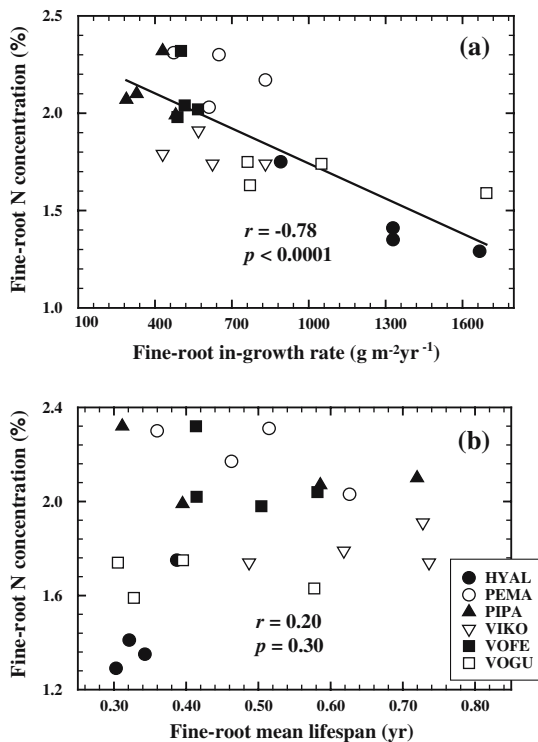 2.5
(a)
2.0
1.5
1.0
Fine-root N concentration (%)
r = -0.78
p < 0.0001
100 400 700 1000 1300 1600
Fine-root in-growth rate (g m-2yr -1)
2.4
(b)
2.0
1.6
1.2
Fine-root N concentration (%)
r = 0.20
p = 0.30
HYAL
PEMA
PIPA
VIKO
VOFE
VOGU
0.30 0.40 0.50 0.60 0.70 0.80
Fine-root mean lifespan (yr)